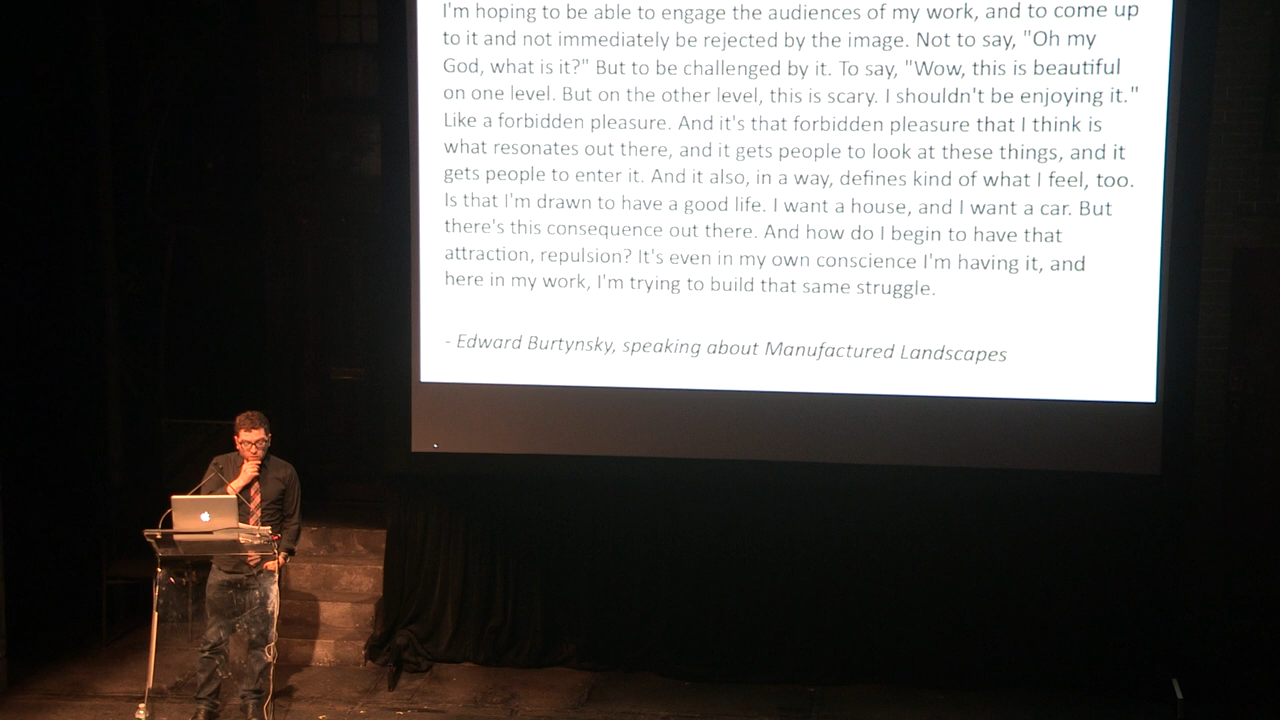 I'm hoping to be able to engage the audiences of my work, and to come up
to it and not immediately be rejected by the image. Not to say, "Oh my
God, what is it?" But to be challenged by it. To say, "Wow, this is beautiful
on one level. But on the other level, this is scary. I shouldn't be enjoying it."
Like a forbidden pleasure. And it's that forbidden pleasure that I think is
what resonates out there, and it gets people to look at these things, and it
gets people to enter it. And it also, in a way, defines kind of what I feel, too.
Is that I'm drawn to have a good life. I want a house, and I want a car. But
there's this consequence out there. And how do I begin to have that
attraction, repulsion? It's even in my own conscience I'm having it, and
here in my work, I'm trying to build that same struggle.
- Edward Burtynsky, speaking about Manufactured Landscapes